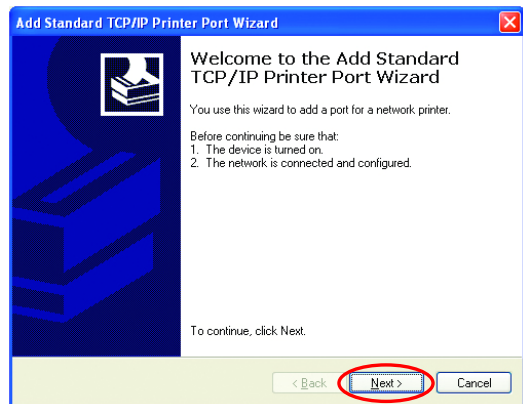 Add Standard TCP/IP Printer Port Wizard
Welcome to the Add Standard
TCP/IP Printer Port Wizard
You use this wizard to add a port for a network printer.
Before continuing be sure that:
1. The device is turned on.
2. The network is connected and configured.
To continue, click Next.
< Back Next > Cancel